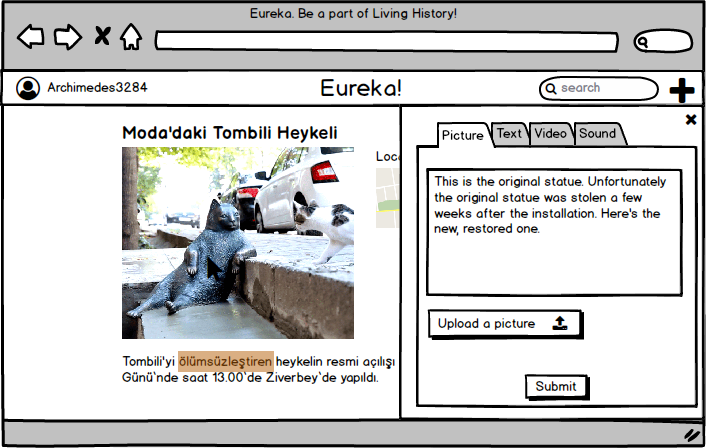 Eureka. Be a part of Living History!
Archimedes3284
Eureka!
search
Moda'daki Tombili Heykeli
Picture
Text
Video
Sound
This is the original statue. Unfortunately
the original statue was stolen a few
weeks after the installation. Here's the
new, restored one.
Upload a picture
Submit
Tombili'yi ölümsüzleştiren heykelin resmi açılışı
Günü`nde saat 13.00`de Ziverbey`de yapıldı.